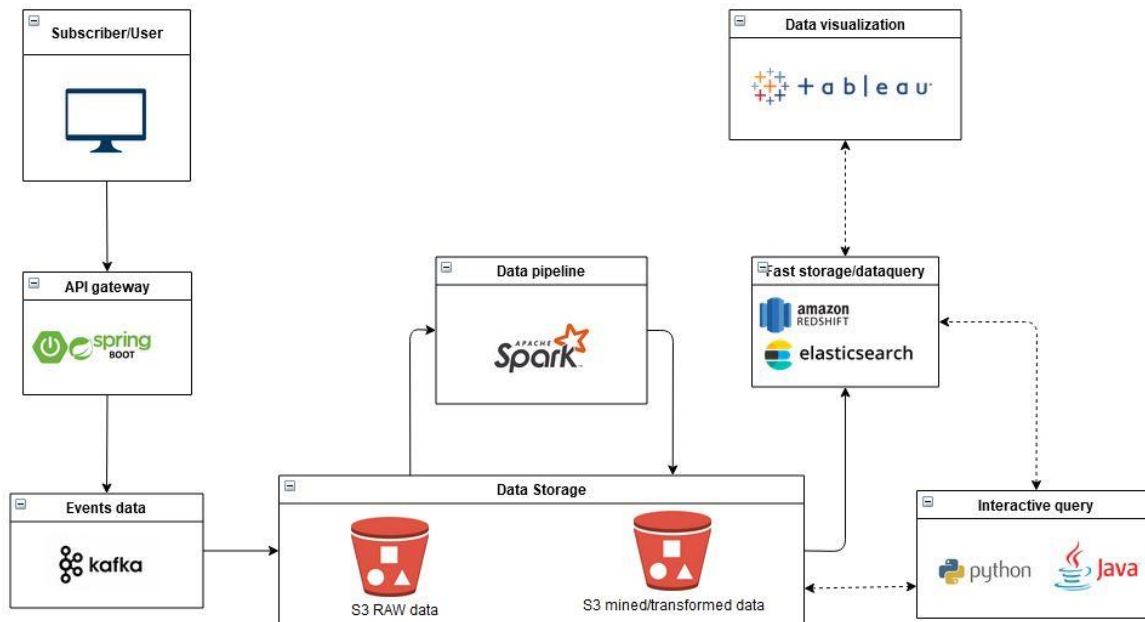 Subscriber/User
Data visualization
+ableau
API gateway
spring
BOOT
Data pipeline
APACHE
Spark
Fast storage/dataquery
amazon
REDSHIFT
elasticsearch
Events data
kafka
Data Storage
S3 RAW data
S3 mined/transformed data
Interactive query
python
Java